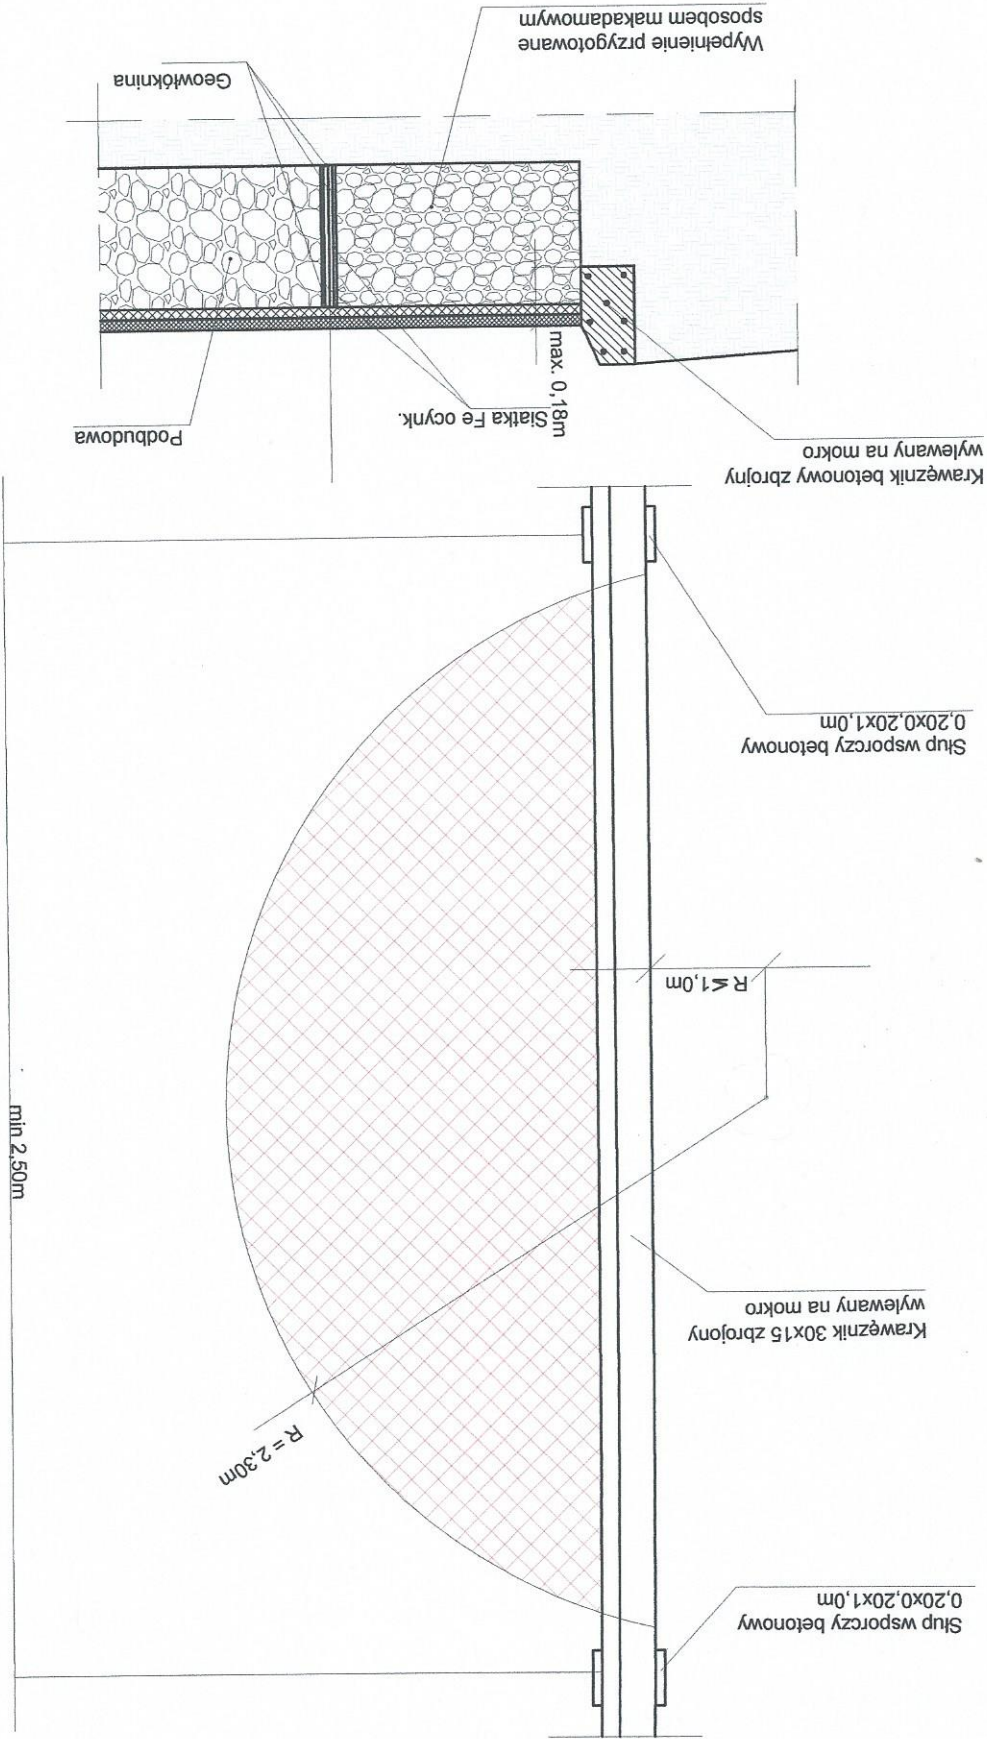 Słup wsporczy betonowy
0,20x0,20x1,0m
R = 2,30m
Krawężnik 30x15 zbrojony
wylewany na mokro
min 2,50m
R ≤ 1,0m
Słup wsporczy betonowy
0,20x0,20x1,0m
Krawężnik betonowy zbrojny
wylewany na mokro
max. 0,18m
Siatka Fe ocynk.
Podbudowa
Geowłóknina
Wypełnienie przygotowane
sposobem makadamowym